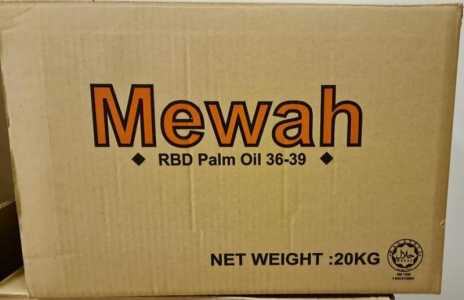 Mewah
◆ RBD Palm Oil 36-39 ◆
NET WEIGHT :20KG